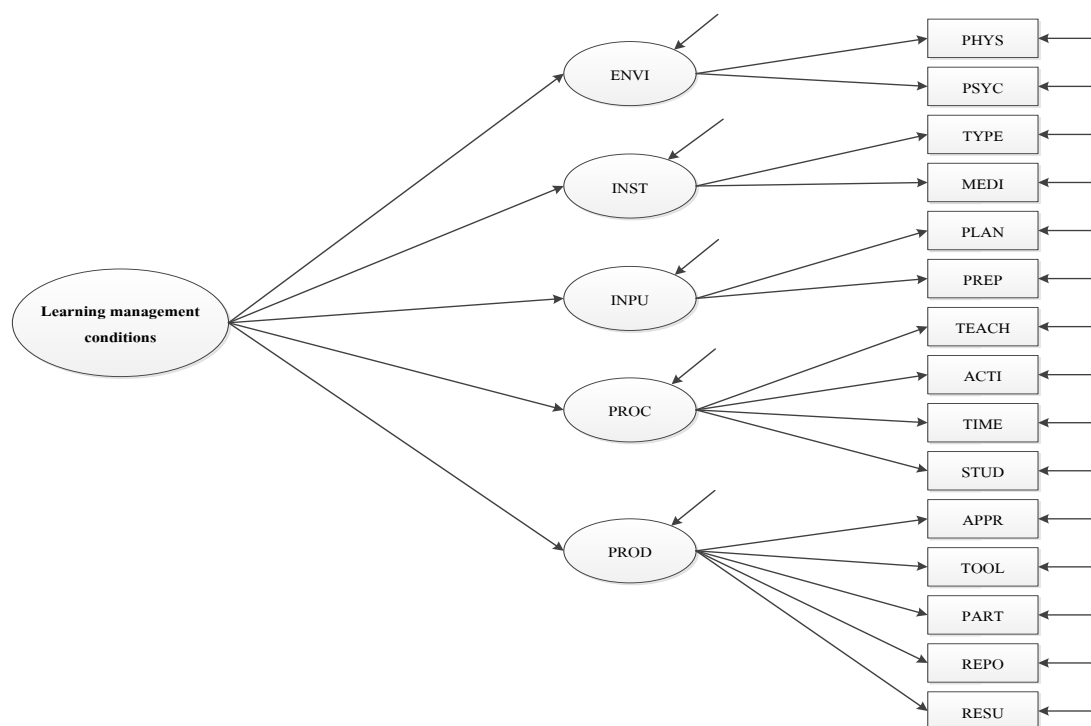 PHYS
ENVI
PSYC
TYPE
INST
MEDI
PLAN
INPU
PREP
Learning management
conditions
TEACH
ACTI
PROC
TIME
STUD
APPR
PROD
TOOL
PART
REPO
RESU